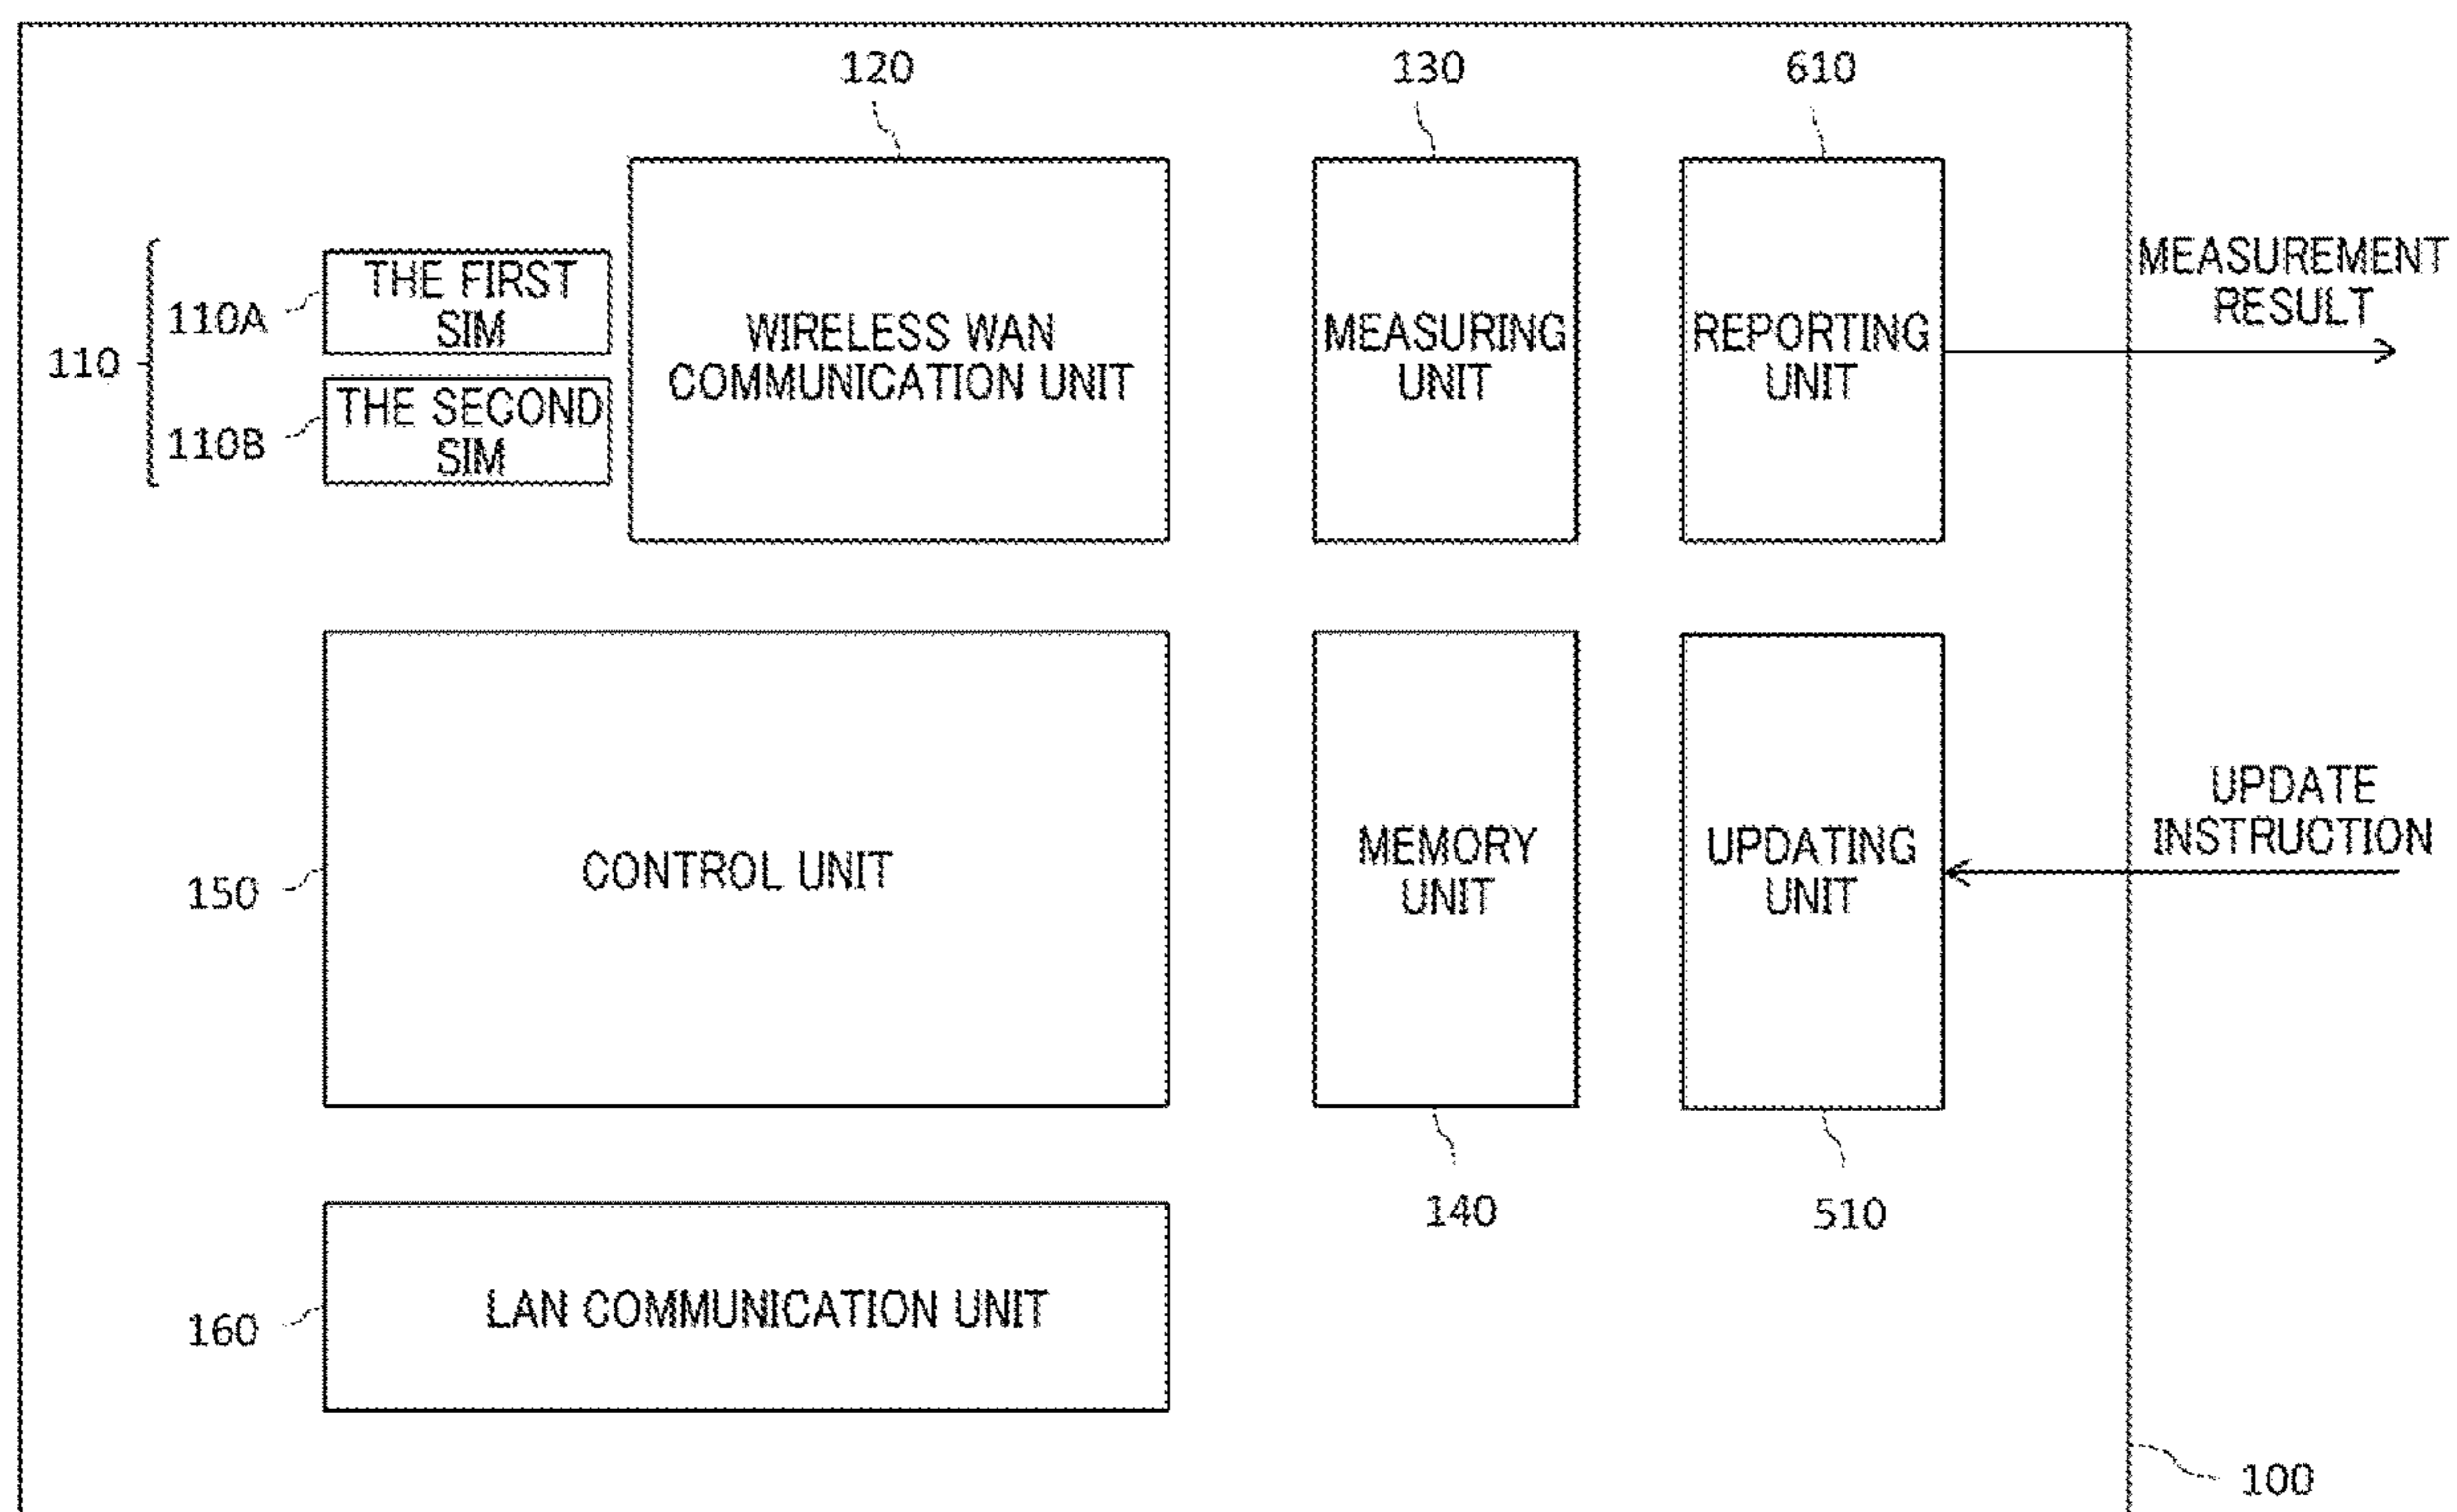 120
130
610
110
110A
THE FIRST
SIM
110B
THE SECOND
SIM
WIRELESS WAN
COMMUNICATION UNIT
MEASURING
UNIT
REPORTING
UNIT
MEASUREMENT
RESULT
150
CONTROL UNIT
MEMORY
UNIT
UPDATING
UNIT
UPDATE
INSTRUCTION
140
510
160
LAN COMMUNICATION UNIT
100